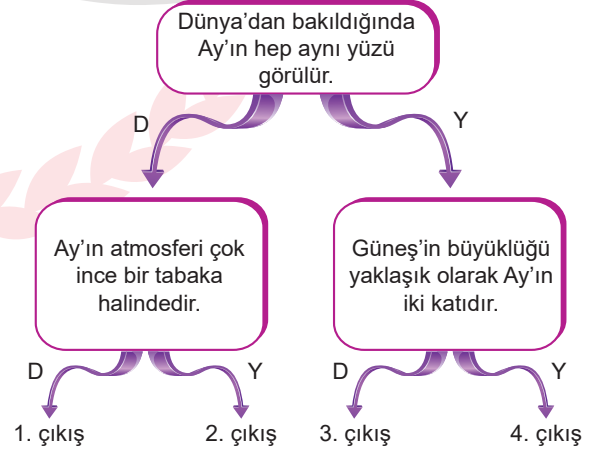 Dünya’dan bakıldığında
Ay’ın hep aynı yüzü
görülür.
D
Y
Ay’ın atmosferi çok
ince bir tabaka
halindedir.
Güneş’in büyüklüğü
yaklaşık olarak Ay’ın
iki katıdır.
D
Y
D
Y
1. çıkış
2. çıkış
3. çıkış
4. çıkış